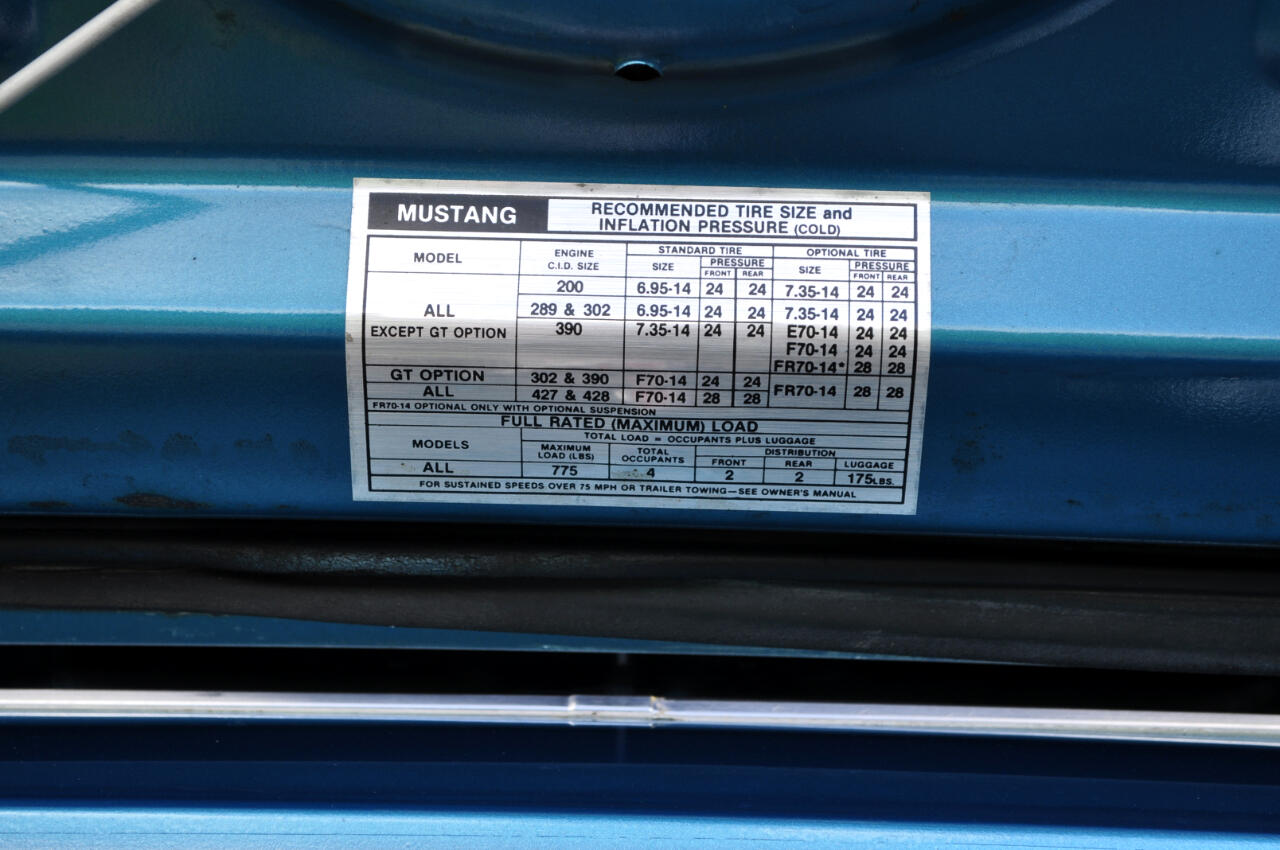 MUSTANG
RECOMMENDED TIRE SIZE and
INFLATION PRESSURE (COLD)
MODEL ENGINE C.I.D. SIZE STANDARD TIRE OPTIONAL TIRE
SIZE PRESSURE SIZE PRESSURE
FRONT REAR FRONT REAR
200 6.95-14 24 24 7.35-14 24 24
ALL 289 & 302 6.95-14 24 24 7.35-14 24 24
EXCEPT GT OPTION 390 7.35-14 24 24 E70-14 24 24
F70-14 24 24
FR70-14* 28 28
GT OPTION 302 & 390 F70-14 24 24 FR70-14 28 28
ALL 427 & 428 F70-14 28 28
FR70-14 OPTIONAL ONLY WITH OPTIONAL SUSPENSION
FULL RATED (MAXIMUM) LOAD
MODELS TOTAL LOAD = OCCUPANTS PLUS LUGGAGE
MAXIMUM LOAD (LBS) TOTAL OCCUPANTS DISTRIBUTION
FRONT REAR LUGGAGE
ALL 775 4 2 2 175 LBS.
FOR SUSTAINED SPEEDS OVER 75 MPH OR TRAILER TOWING—SEE OWNER'S MANUAL